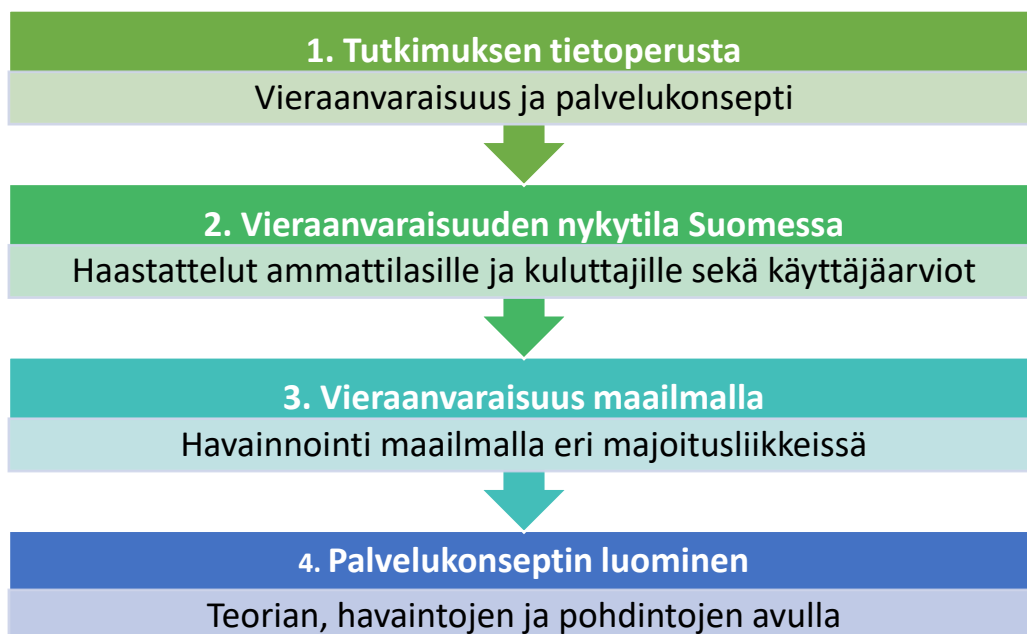 1. Tutkimuksen tietoperusta
Vieraanvaraisuus ja palvelukonsepti
2. Vieraanvaraisuuden nykytila Suomessa
Haastattelut ammattilasille ja kuluttajille sekä käyttäjäarviot
3. Vieraanvaraisuus maailmalla
Havainnointi maailmalla eri majoitusliikkeissä
4. Palvelukonseptin luominen
Teorian, havaintojen ja pohdintojen avulla